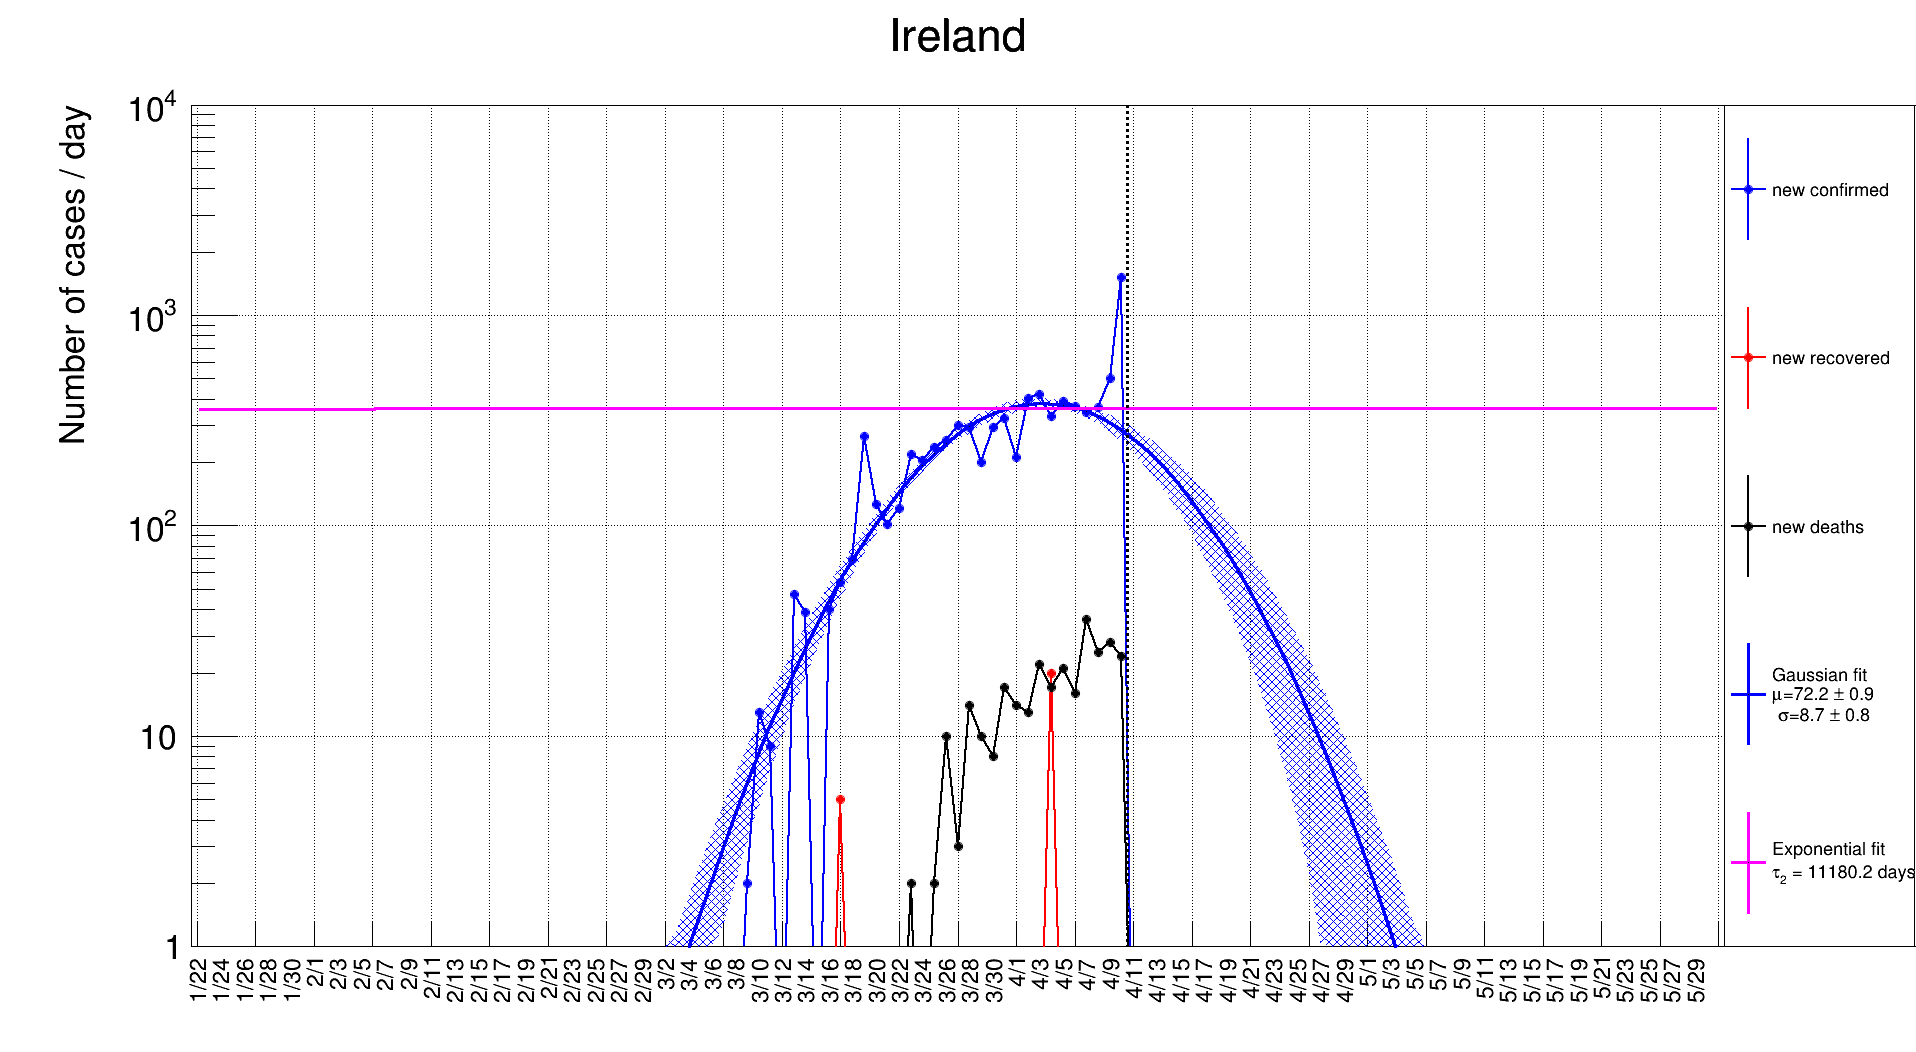 Ireland
Number of cases / day
10^4
10^3
10^2
10
1
1/22 1/24 1/26 1/28 1/30 2/1 2/3 2/5 2/7 2/9 2/11 2/13 2/15 2/17 2/19 2/21 2/23 2/25 2/27 2/29 3/2 3/4 3/6 3/8 3/10 3/12 3/14 3/16 3/18 3/20 3/22 3/24 3/26 3/28 3/30 4/1 4/3 4/5 4/7 4/9 4/11 4/13 4/15 4/17 4/19 4/21 4/23 4/25 4/27 4/29 5/1 5/3 5/5 5/7 5/9 5/11 5/13 5/15 5/17 5/19 5/21 5/23 5/25 5/27 5/29
new confirmed
new recovered
new deaths
Gaussian fit
μ=72.2 ± 0.9
σ=8.7 ± 0.8
Exponential fit
τ₂ = 11180.2 days